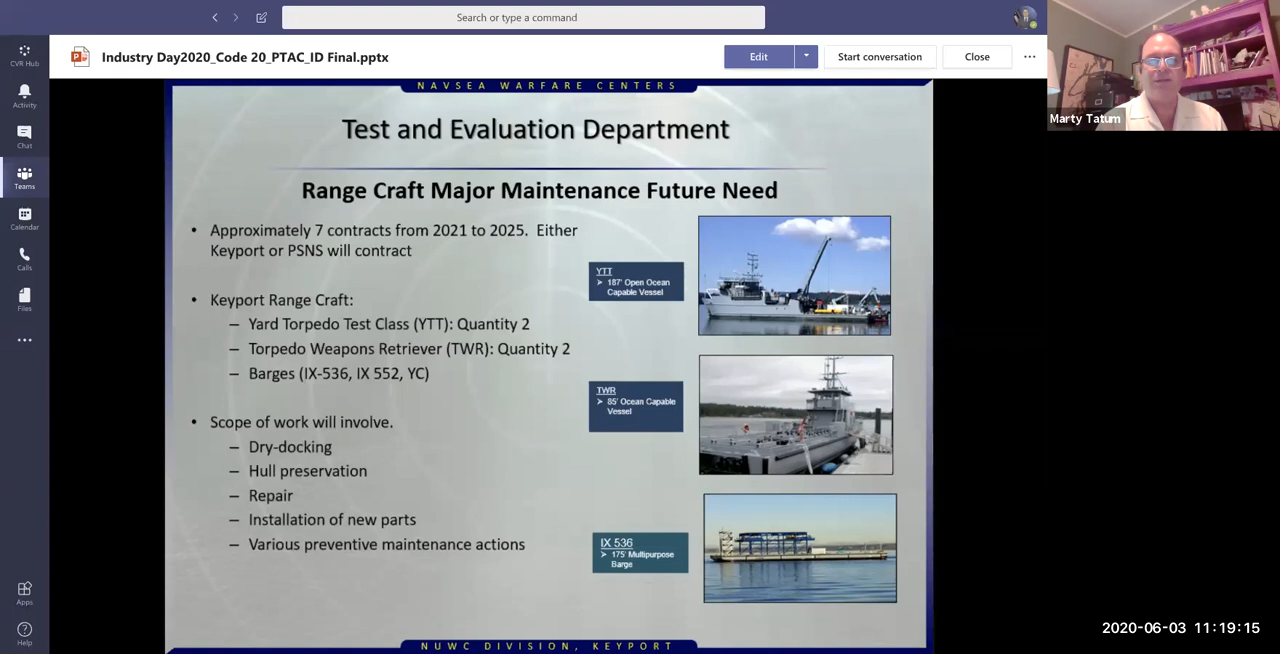 Search or type a command
CVR Hub
Activity
Chat
Teams
Calendar
Calls
Files
Apps
Help
Industry Day2020_Code 20_PTAC_ID Final.pptx
Edit
Start conversation
Close
Marty Tatum
NAVSEA WARFARE CENTERS
Test and Evaluation Department
Range Craft Major Maintenance Future Need
• Approximately 7 contracts from 2021 to 2025. Either
Keyport or PSNS will contract
• Keyport Range Craft:
– Yard Torpedo Test Class (YTT): Quantity 2
– Torpedo Weapons Retriever (TWR): Quantity 2
– Barges (IX-536, IX 552, YC)
• Scope of work will involve.
– Dry-docking
– Hull preservation
– Repair
– Installation of new parts
– Various preventive maintenance actions
YTT
➤ 187' Open Ocean
Capable Vessel
TWR
➤ 85' Ocean Capable
Vessel
IX 536
➤ 175' Multipurpose
Barge
NUWC DIVISION, KEYPORT
2020-06-03 11:19:15